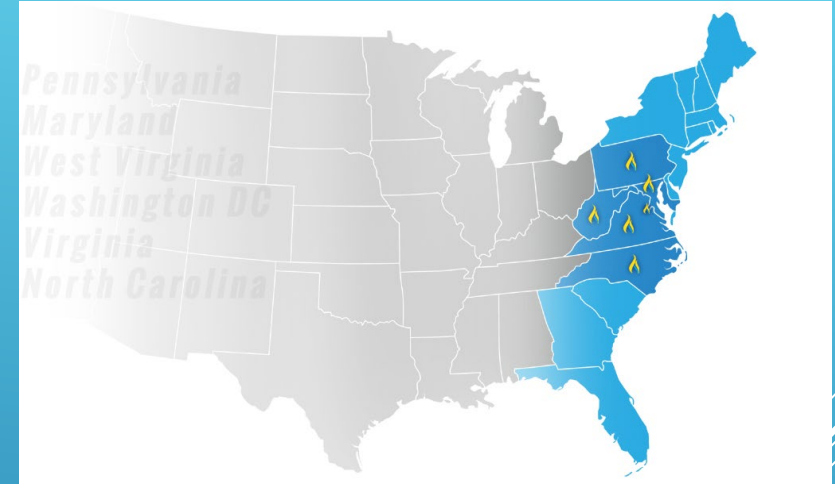 Pennsylvania
Maryland
West Virginia
Washington DC
Virginia
North Carolina